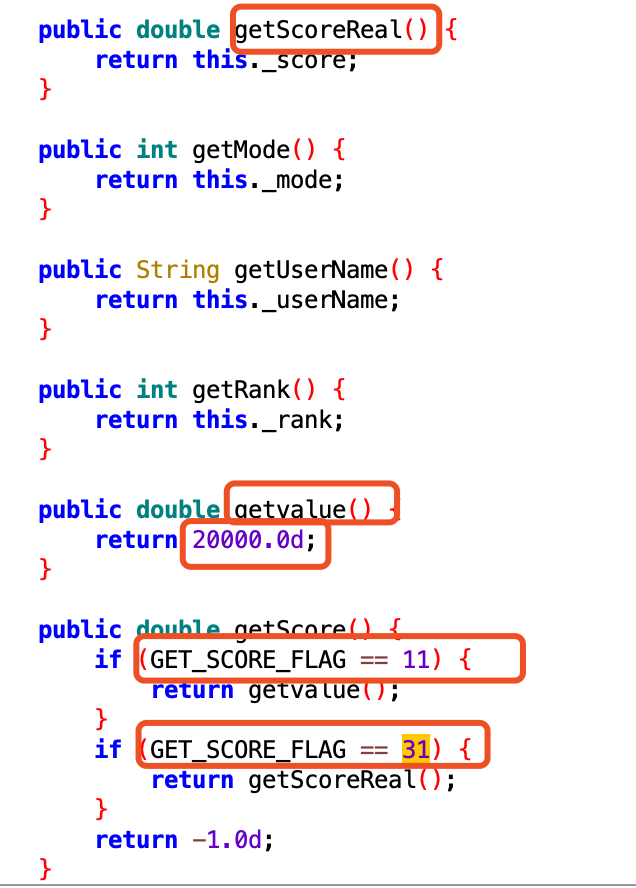 public double getScoreReal() {
return this._score;
}
public int getMode() {
return this._mode;
}
public String getUserName() {
return this._userName;
}
public int getRank() {
return this._rank;
}
public double getvalue() {
return 20000.0d;
}
public double getScore() {
if (GET_SCORE_FLAG == 11) {
return getvalue();
}
if (GET_SCORE_FLAG == 31) {
return getScoreReal();
}
return -1.0d;
}